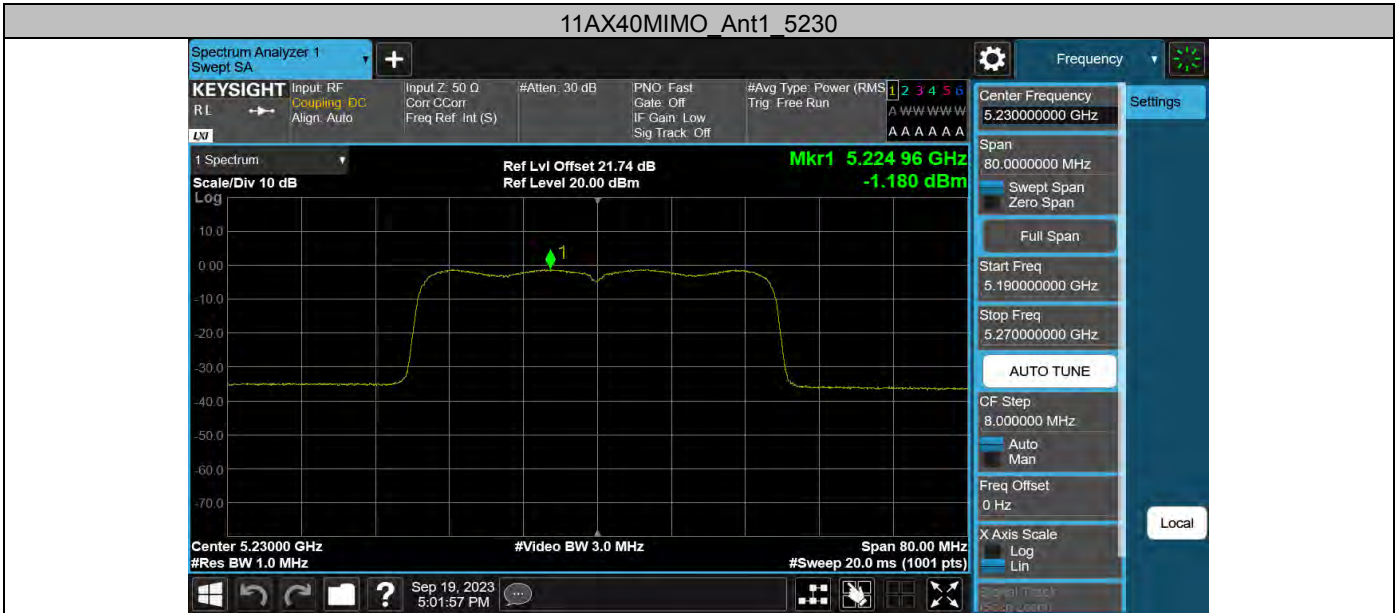 11AX40MIMO_Ant1_5230
Spectrum Analyzer 1
Swept SA
Frequency
KEYSIGHT
RL
LXI
Input: RF
Coupling: DC
Align: Auto
Input Z: 50 Ω
Corr CCorr
Freq Ref: Int (S)
#Atten: 30 dB
PNO: Fast
Gate: Off
IF Gain: Low
Sig Track: Off
#Avg Type: Power (RMS
Trig: Free Run
1 2 3 4 5 6
A W W W W W
A A A A A A
1 Spectrum
Scale/Div 10 dB
Ref Lvl Offset 21.74 dB
Ref Level 20.00 dBm
Mkr1 5.224 96 GHz
-1.180 dBm
Log
10.0
0.00
-10.0
-20.0
-30.0
-40.0
-50.0
-60.0
-70.0
1
Center 5.23000 GHz
#Res BW 1.0 MHz
#Video BW 3.0 MHz
Span 80.00 MHz
#Sweep 20.0 ms (1001 pts)
Sep 19, 2023
5:01:57 PM
Center Frequency
5.230000000 GHz
Span
80.0000000 MHz
Swept Span
Zero Span
Full Span
Start Freq
5.190000000 GHz
Stop Freq
5.270000000 GHz
AUTO TUNE
CF Step
8.000000 MHz
Auto
Man
Freq Offset
0 Hz
X Axis Scale
Log
Lin
Signal Track
(Span Zoom)
Settings
Local